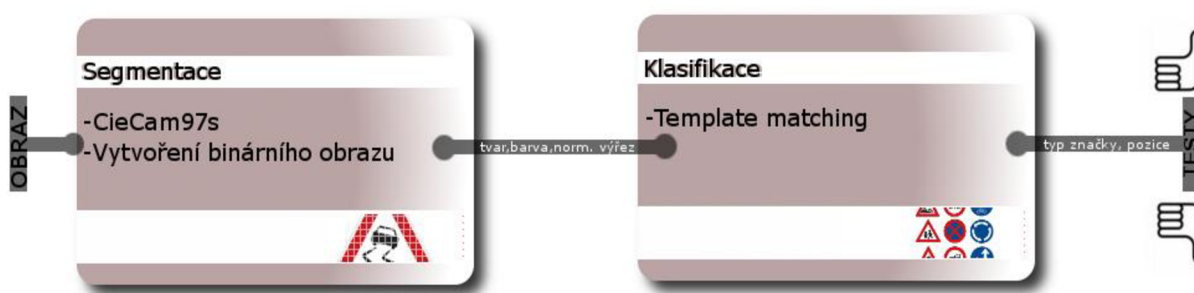 OBRAZ
Segmentace
-CieCam97s
-Vytvoření binárního obrazu
tvar,barva,norm. výřez
Klasifikace
-Template matching
typ značky, pozice
TESTY